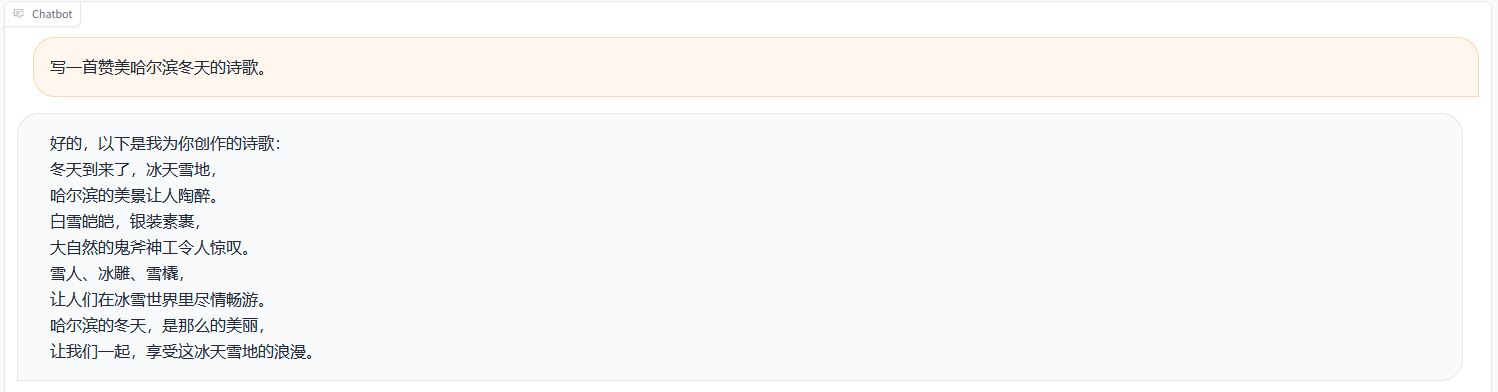 Chatbot
写一首赞美哈尔滨冬天的诗歌。
好的，以下是我为你创作的诗歌：
冬天到来了，冰天雪地，
哈尔滨的美景让人陶醉。
白雪皑皑，银装素裹，
大自然的鬼斧神工令人惊叹。
雪人、冰雕、雪橇，
让人们在冰雪世界里尽情畅游。
哈尔滨的冬天，是那么的美丽，
让我们一起，享受这冰天雪地的浪漫。